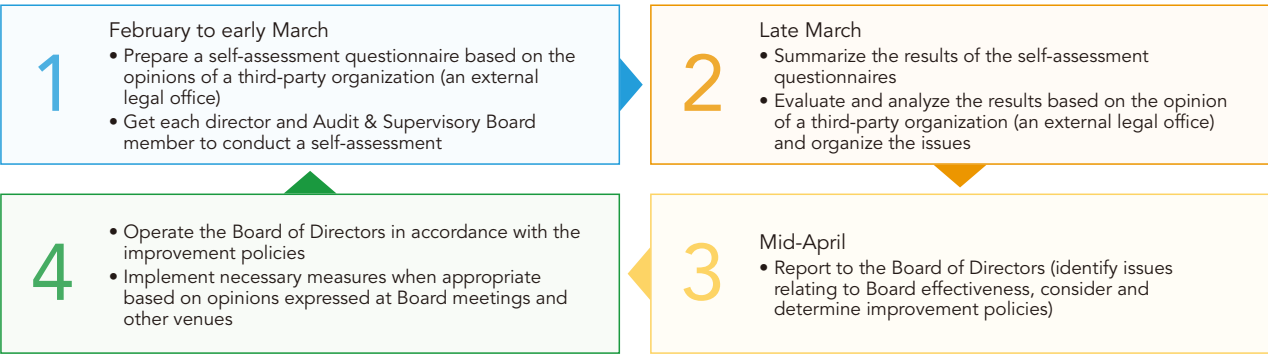 1
February to early March
• Prepare a self-assessment questionnaire based on the
opinions of a third-party organization (an external
legal office)
• Get each director and Audit & Supervisory Board
member to conduct a self-assessment
2
Late March
• Summarize the results of the self-assessment
questionnaires
• Evaluate and analyze the results based on the opinion
of a third-party organization (an external legal office)
and organize the issues
3
Mid-April
• Report to the Board of Directors (identify issues
relating to Board effectiveness, consider and
determine improvement policies)
4
• Operate the Board of Directors in accordance with the
improvement policies
• Implement necessary measures when appropriate
based on opinions expressed at Board meetings and
other venues